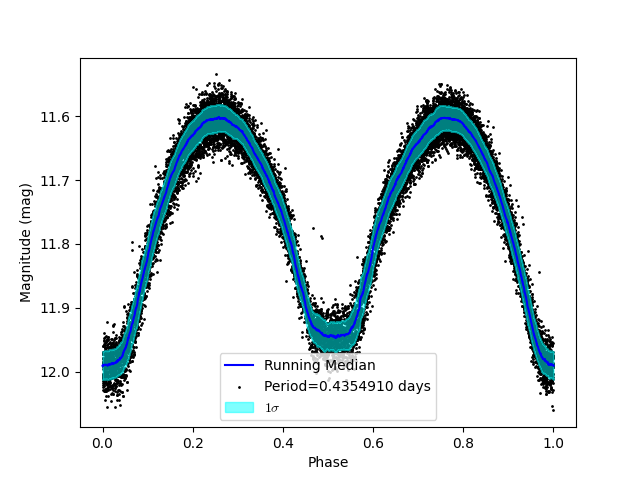 11.6
11.7
11.8
11.9
12.0
Magnitude (mag)
Running Median
Period=0.4354910 days
1σ
0.0 0.2 0.4 0.6 0.8 1.0
Phase